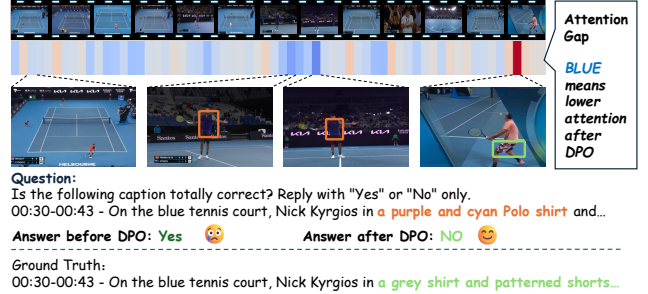 Attention
Gap
BLUE
means
lower
attention
after
DPO
MELBOURNE
Santos
Question:
Is the following caption totally correct? Reply with "Yes" or "No" only.
00:30-00:43 - On the blue tennis court, Nick Kyrgios in a purple and cyan Polo shirt and...
Answer before DPO: Yes
Answer after DPO: NO
Ground Truth:
00:30-00:43 - On the blue tennis court, Nick Kyrgios in a grey shirt and patterned shorts...